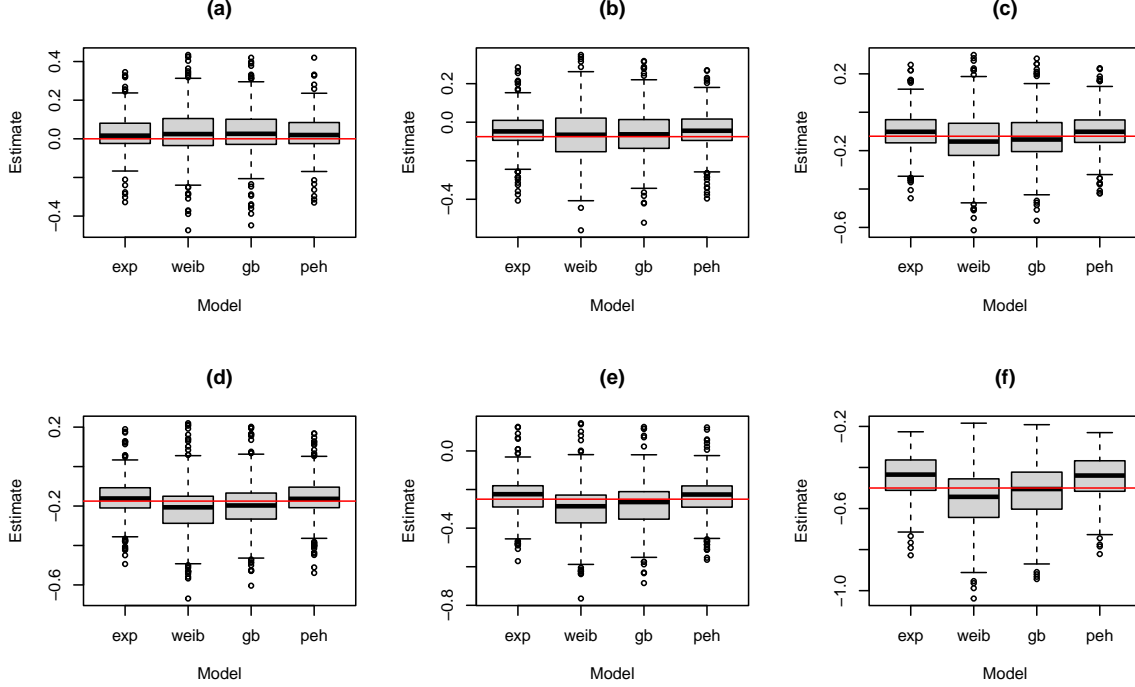 (a)
Estimate
0.4
0.2
0.0
−0.4
exp weib gb peh
Model
(b)
Estimate
0.2
0.0
−0.4
exp weib gb peh
Model
(c)
Estimate
0.2
−0.2
−0.6
exp weib gb peh
Model
(d)
Estimate
0.2
−0.2
−0.6
exp weib gb peh
Model
(e)
Estimate
0.0
−0.4
−0.8
exp weib gb peh
Model
(f)
Estimate
−0.2
−0.6
−1.0
exp weib gb peh
Model